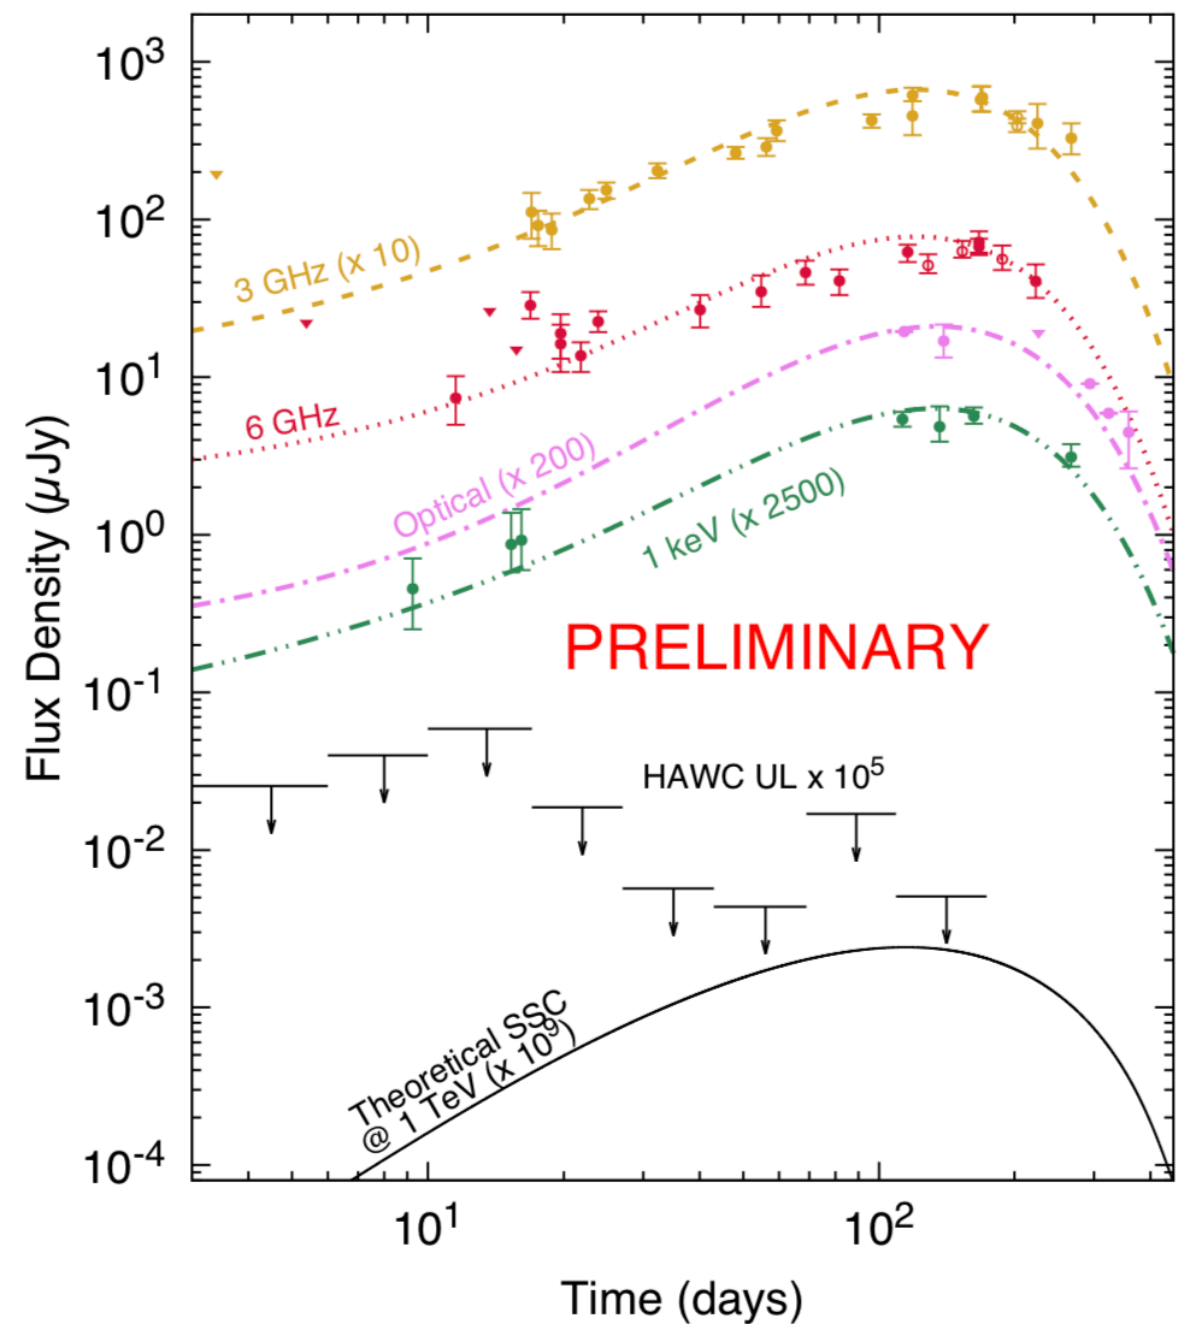 10³
10²
10¹
10⁰
10⁻¹
10⁻²
10⁻³
10⁻⁴
Flux Density (μJy)
3 GHz (x 10)
6 GHz
Optical (x 200)
1 keV (x 2500)
PRELIMINARY
HAWC UL x 10⁵
Theoretical SSC
@ 1 TeV (x 10⁹)
10¹
10²
Time (days)